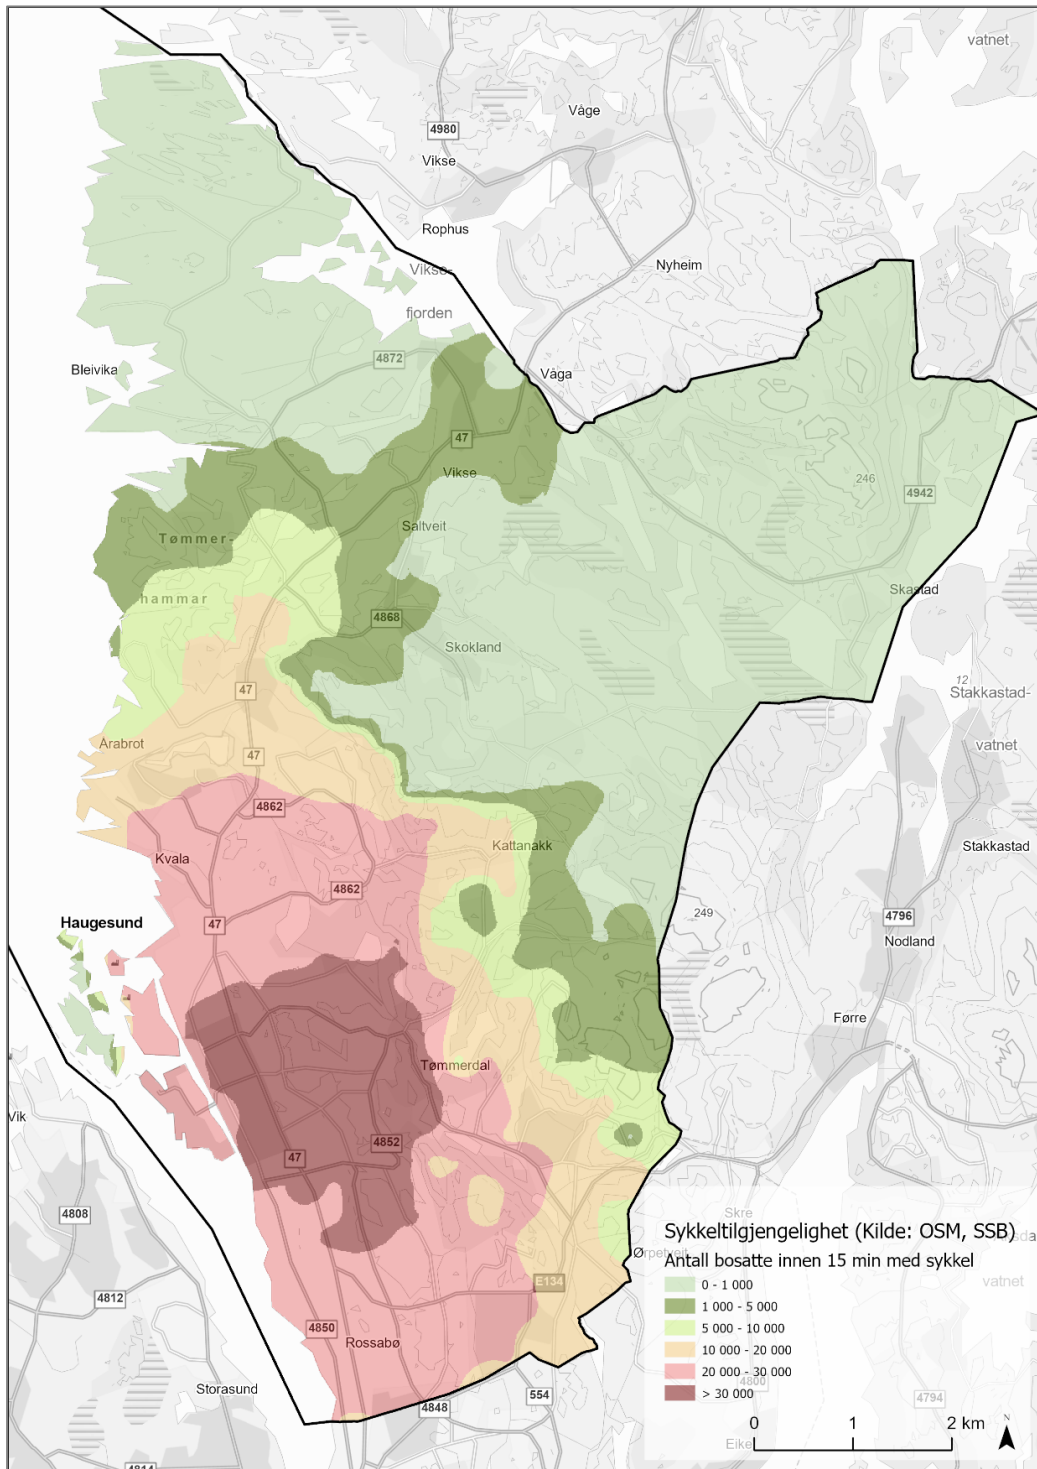 vatnet
Våge
4980
Vikse
Rophus
Nyheim
Vikse-
fjorden
4872
Bleivika
Våga
47
Vikse
246
4942
Saltveit
Tømmer-
hammar
Skastad
4868
Skokland
12
Stakkastad-
47
vatnet
Årabrot
47
4862
Kattanakk
Stakkastad
Kvala
4862
249
4796
Haugesund
47
Nodland
Førre
Tømmerdal
Vik
4852
47
4808
Skre
Sykkeltilgjengelighet (Kilde: OSM, SSB)
Ørpetveit
Antall bosatte innen 15 min med sykkel
vatnet
E134
0 - 1 000
4812
1 000 - 5 000
5 000 - 10 000
4850
Rossabø
10 000 - 20 000
20 000 - 30 000
4800
Storasund
554
> 30 000
4794
4848
0 1 2 km
N
Eike
4814